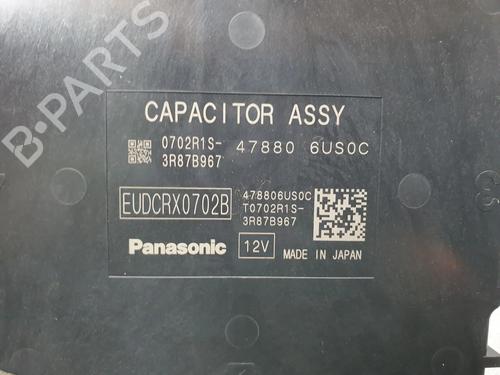 B-PARTS
CAPACITOR ASSY
0702R1S-
3R87B967
47880 6US0C
EUDCRX0702B
478806US0C
T0702R1S-
3R87B967
Panasonic
12V
MADE IN JAPAN